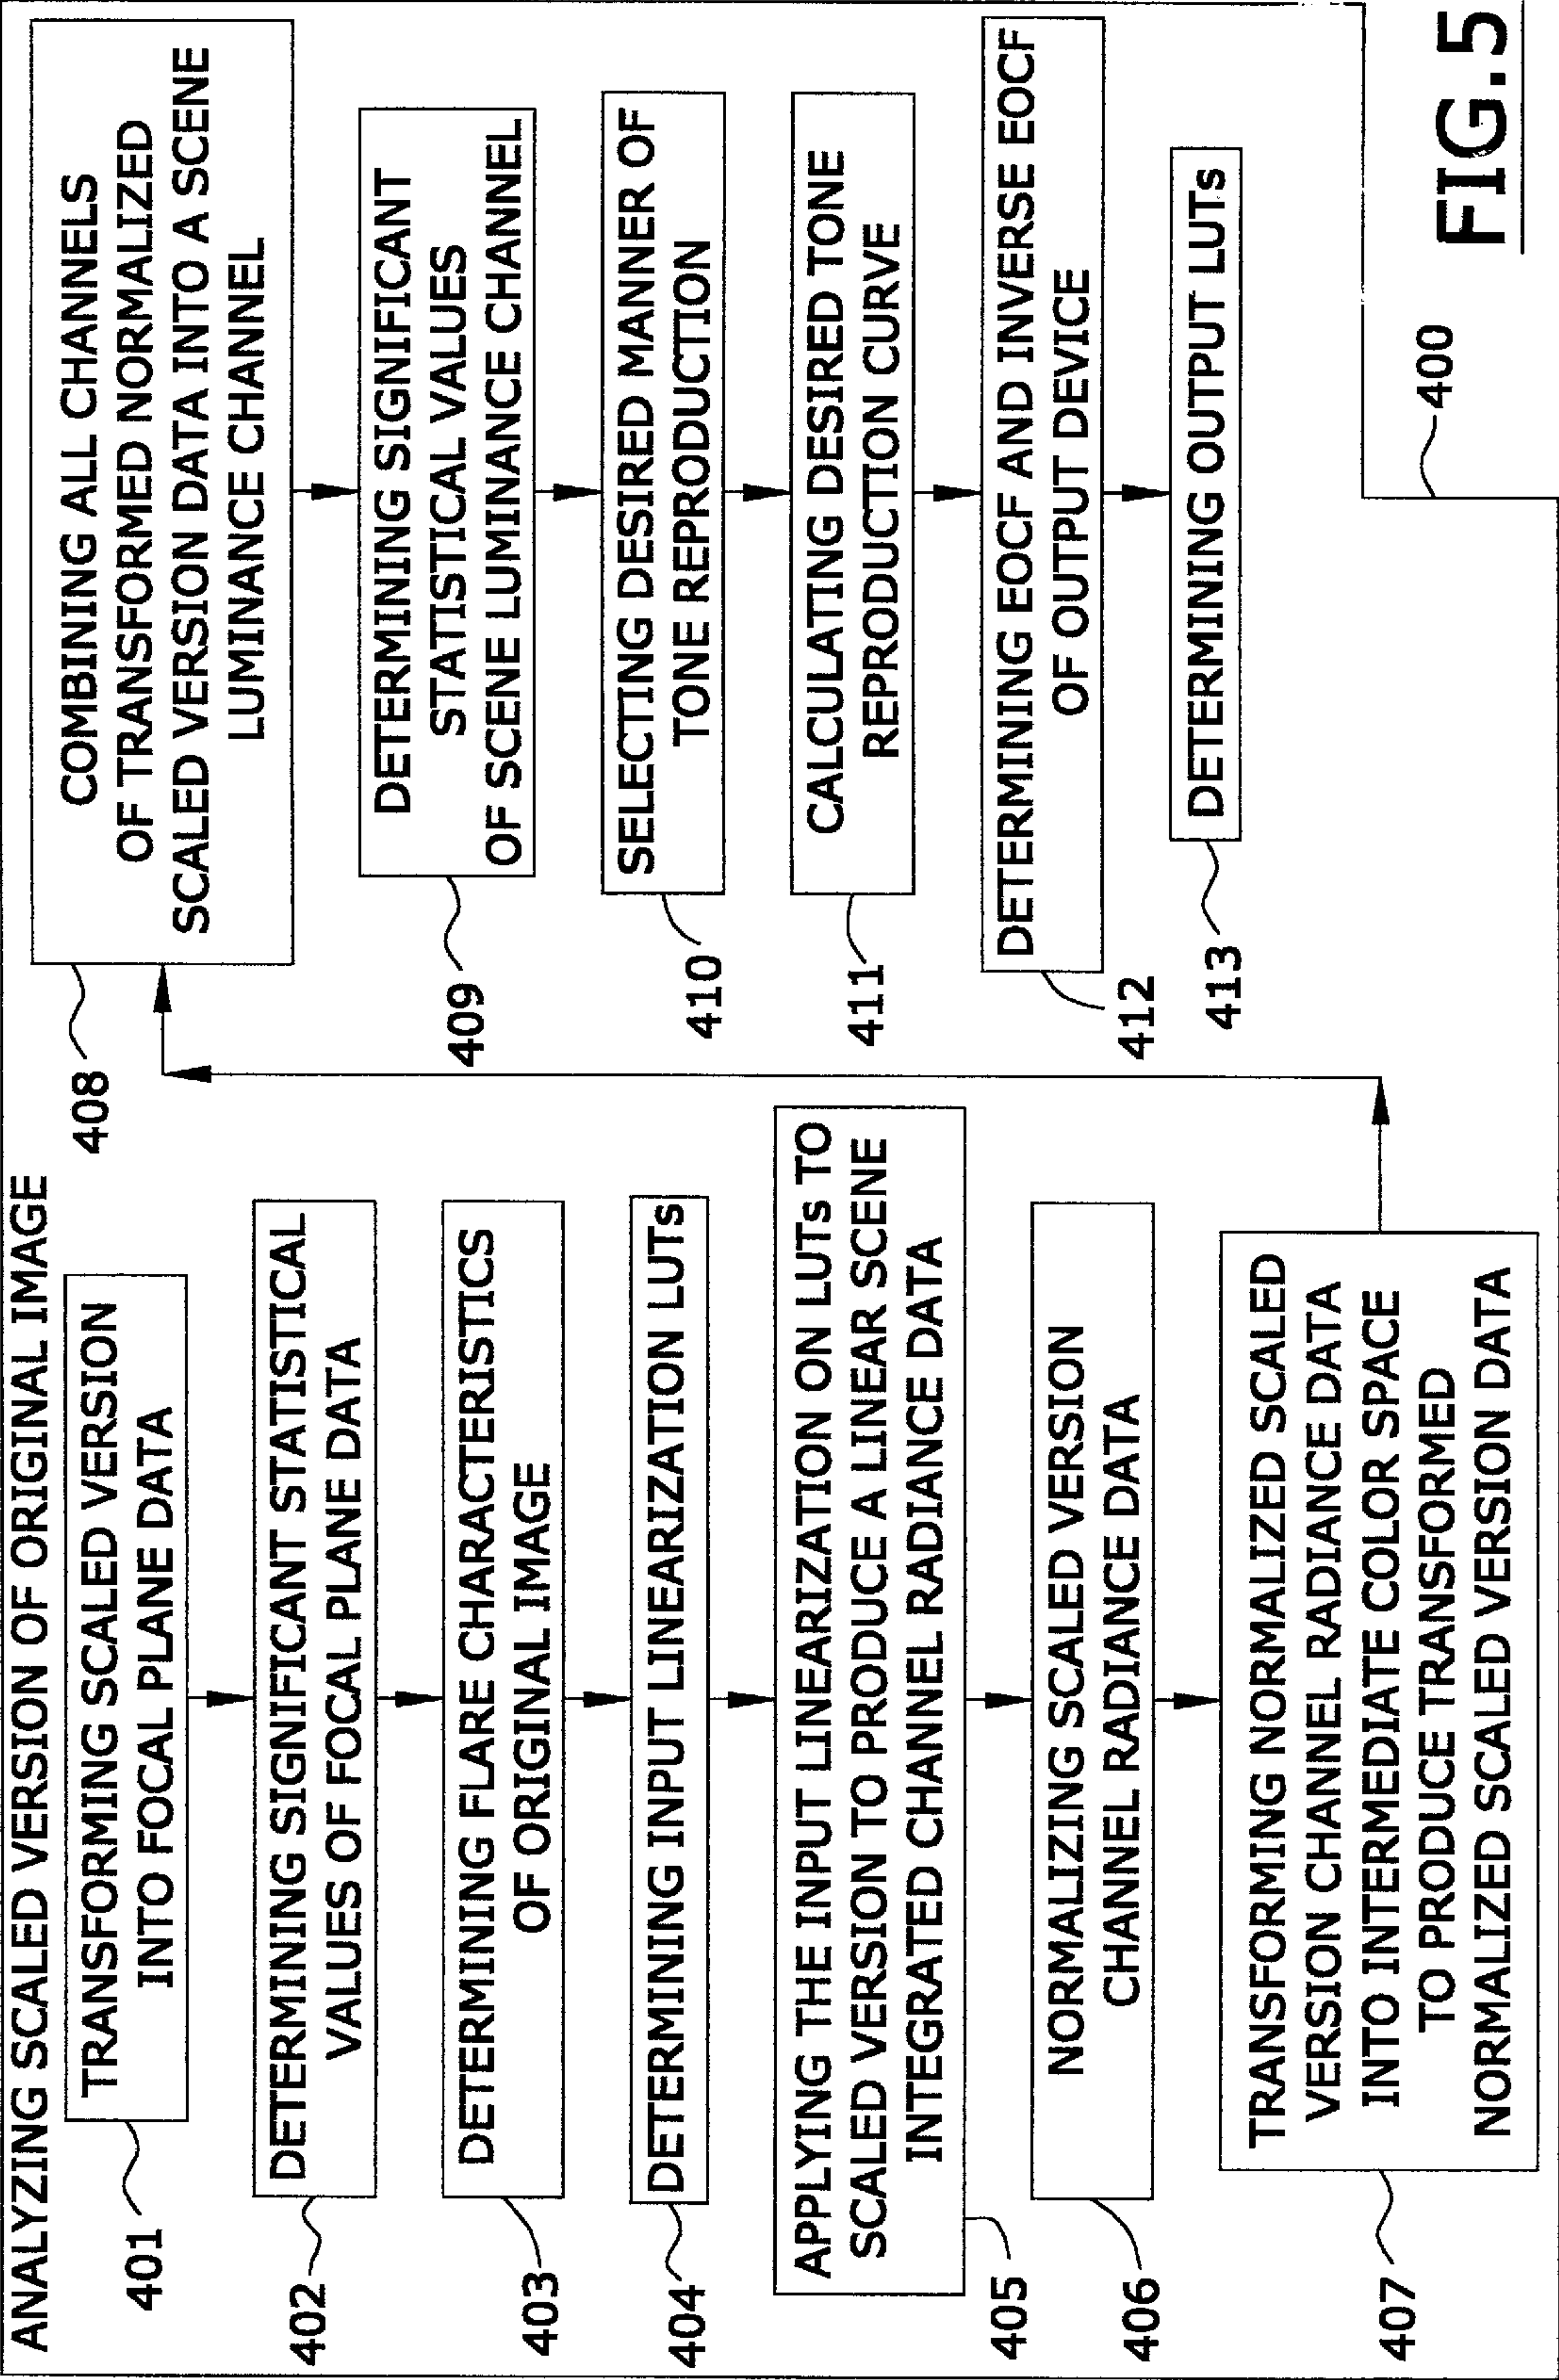 ANALYZING SCALED VERSION OF ORIGINAL IMAGE
TRANSFORMING SCALED VERSION
INTO FOCAL PLANE DATA
401
DETERMINING SIGNIFICANT STATISTICAL
VALUES OF FOCAL PLANE DATA
402
DETERMINING FLARE CHARACTERISTICS
OF ORIGINAL IMAGE
403
DETERMINING INPUT LINEARIZATION LUTs
404
APPLYING THE INPUT LINEARIZATION ON LUTs TO
SCALED VERSION TO PRODUCE A LINEAR SCENE
INTEGRATED CHANNEL RADIANCE DATA
405
NORMALIZING SCALED VERSION
CHANNEL RADIANCE DATA
406
TRANSFORMING NORMALIZED SCALED
VERSION CHANNEL RADIANCE DATA
INTO INTERMEDIATE COLOR SPACE
TO PRODUCE TRANSFORMED
NORMALIZED SCALED VERSION DATA
407
COMBINING ALL CHANNELS
OF TRANSFORMED NORMALIZED
SCALED VERSION DATA INTO A SCENE
LUMINANCE CHANNEL
408
DETERMINING SIGNIFICANT
STATISTICAL VALUES
OF SCENE LUMINANCE CHANNEL
409
SELECTING DESIRED MANNER OF
TONE REPRODUCTION
410
CALCULATING DESIRED TONE
REPRODUCTION CURVE
411
DETERMINING EOCF AND INVERSE EOCF
OF OUTPUT DEVICE
412
DETERMINING OUTPUT LUTs
413
400
FIG.5